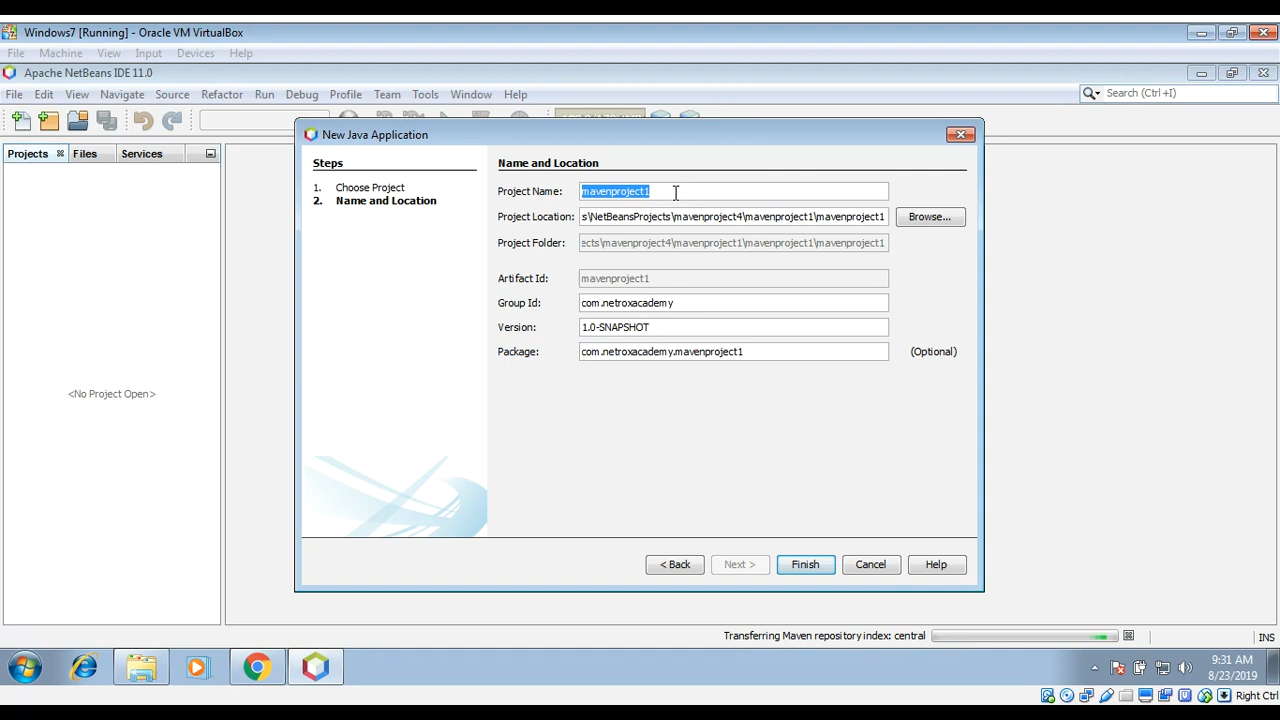 Windows7 [Running] - Oracle VM VirtualBox
File Machine View Input Devices Help
Apache NetBeans IDE 11.0
File Edit View Navigate Source Refactor Run Debug Profile Team Tools Window Help
Search (Ctrl+I)
Projects Files Services
<No Project Open>
New Java Application
Steps
1. Choose Project
2. Name and Location
Name and Location
Project Name: mavenproject1
Project Location: s\NetBeansProjects\mavenproject4\mavenproject1\mavenproject1 Browse...
Project Folder: ects\mavenproject4\mavenproject1\mavenproject1\mavenproject1
Artifact Id: mavenproject1
Group Id: com.netroxacademy
Version: 1.0-SNAPSHOT
Package: com.netroxacademy.mavenproject1 (Optional)
< Back Next > Finish Cancel Help
Transferring Maven repository index: central
INS
9:31 AM
8/23/2019
Right Ctrl